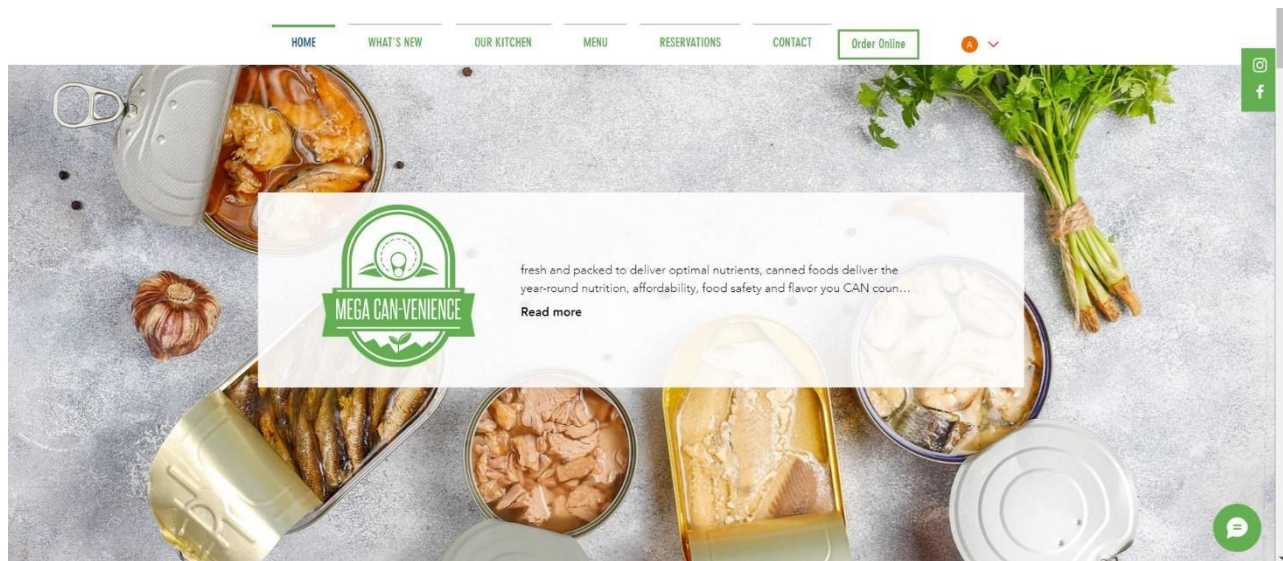 HOME
WHAT'S NEW
OUR KITCHEN
MENU
RESERVATIONS
CONTACT
Order Online
A
f
MEGA CAN-VENIENCE
fresh and packed to deliver optimal nutrients, canned foods deliver the
year-round nutrition, affordability, food safety and flavor you CAN coun…
Read more